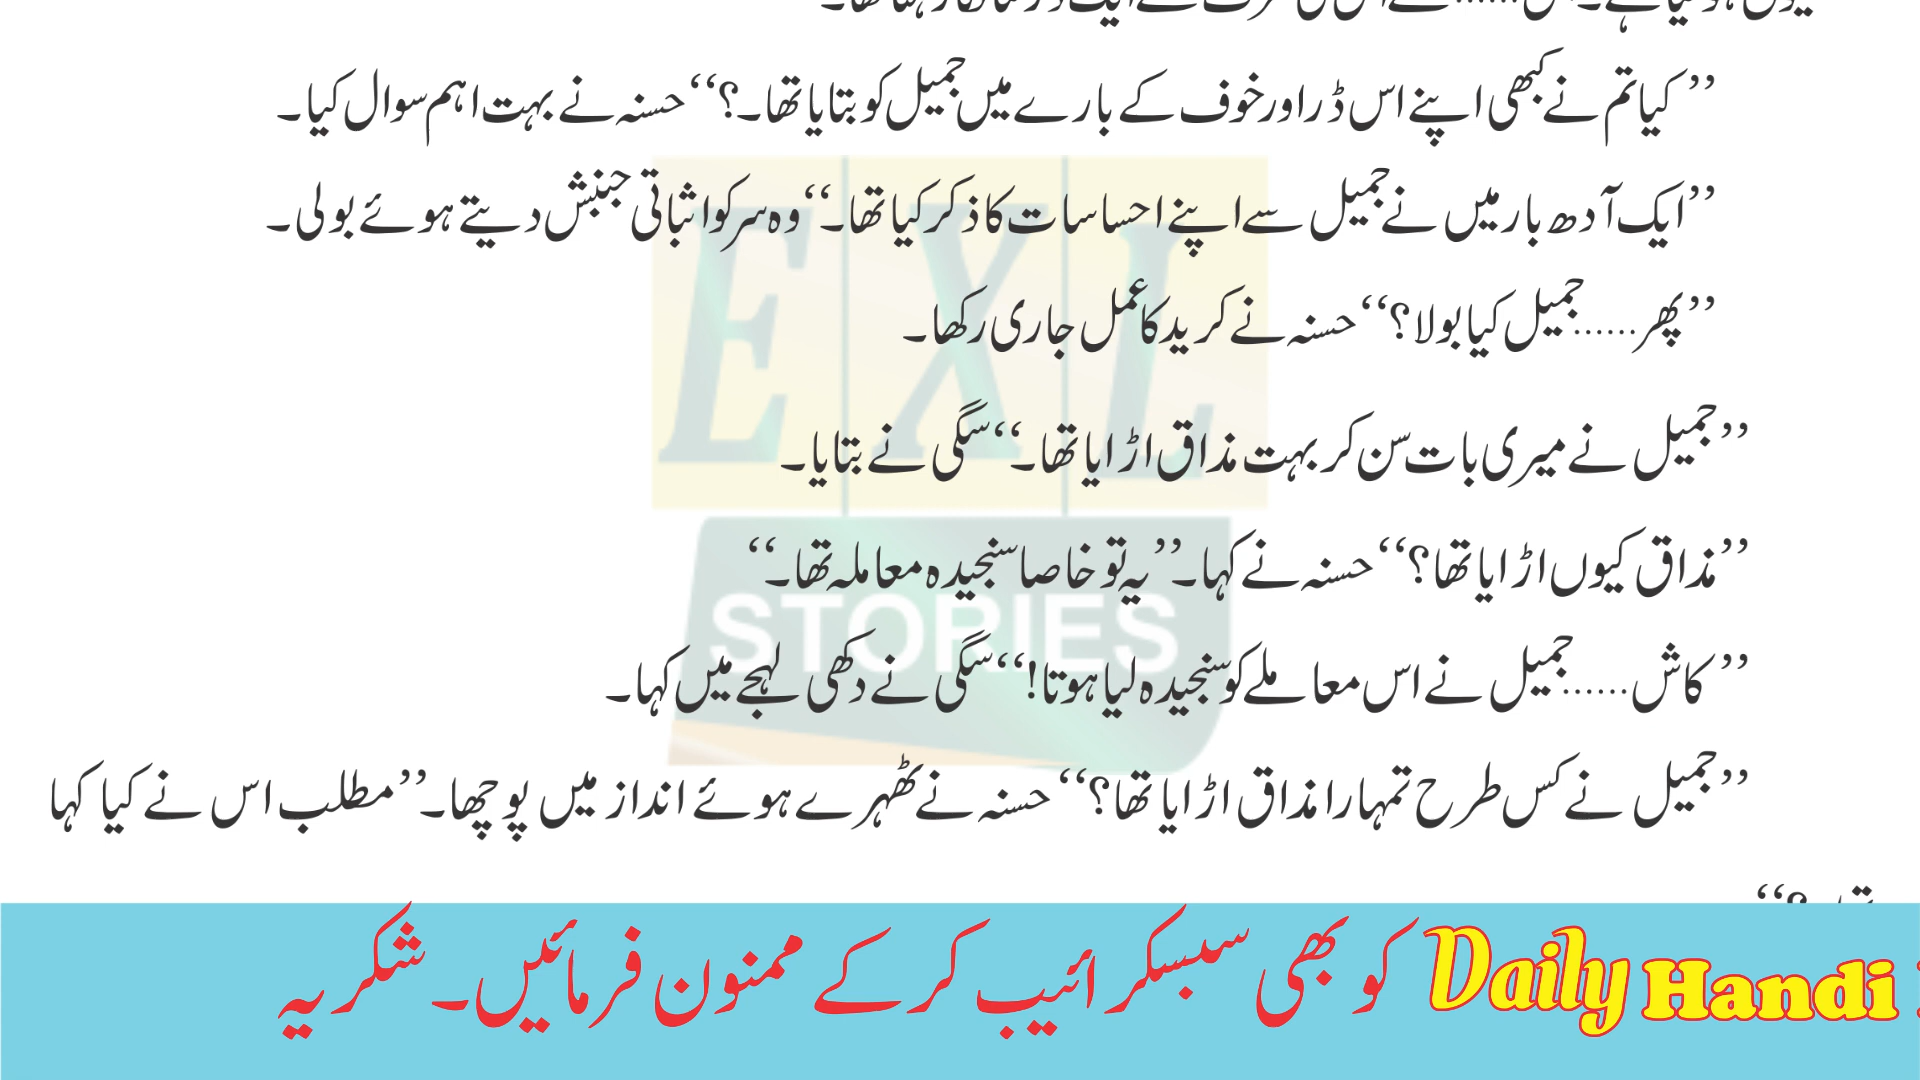 ’’کیا تم نے کبھی اپنے اس ڈر اور خوف کے بارے میں جمیل کو بتایا تھا۔؟‘‘ حسنہ نے بہت اہم سوال کیا۔
’’ایک آدھ بار میں نے جمیل سے اپنے احساسات کا ذکر کیا تھا۔‘‘ وہ سر کو اثباتی جنبش دیتے ہوئے بولی۔
’’پھر......جمیل کیا بولا؟‘‘ حسنہ نے کرید کا عمل جاری رکھا۔
’’جمیل نے میری بات سن کر بہت مذاق اڑایا تھا۔‘‘ سگی نے بتایا۔
’’مذاق کیوں اڑایا تھا؟‘‘ حسنہ نے کہا۔ ’’یہ تو خاصا سنجیدہ معاملہ تھا۔‘‘
’’کاش......جمیل نے اس معاملے کو سنجیدہ لیا ہوتا!‘‘ سگی نے دکھی لہجے میں کہا۔
’’جمیل نے کس طرح تمہارا مذاق اڑایا تھا؟‘‘ حسنہ نے ٹھہرے ہوئے انداز میں پوچھا۔ ’’مطلب اس نے کیا کہا
EXL
STORIES
Daily Handi کو بھی سبسکرائیب کرکے ممنون فرمائیں۔ شکریہ